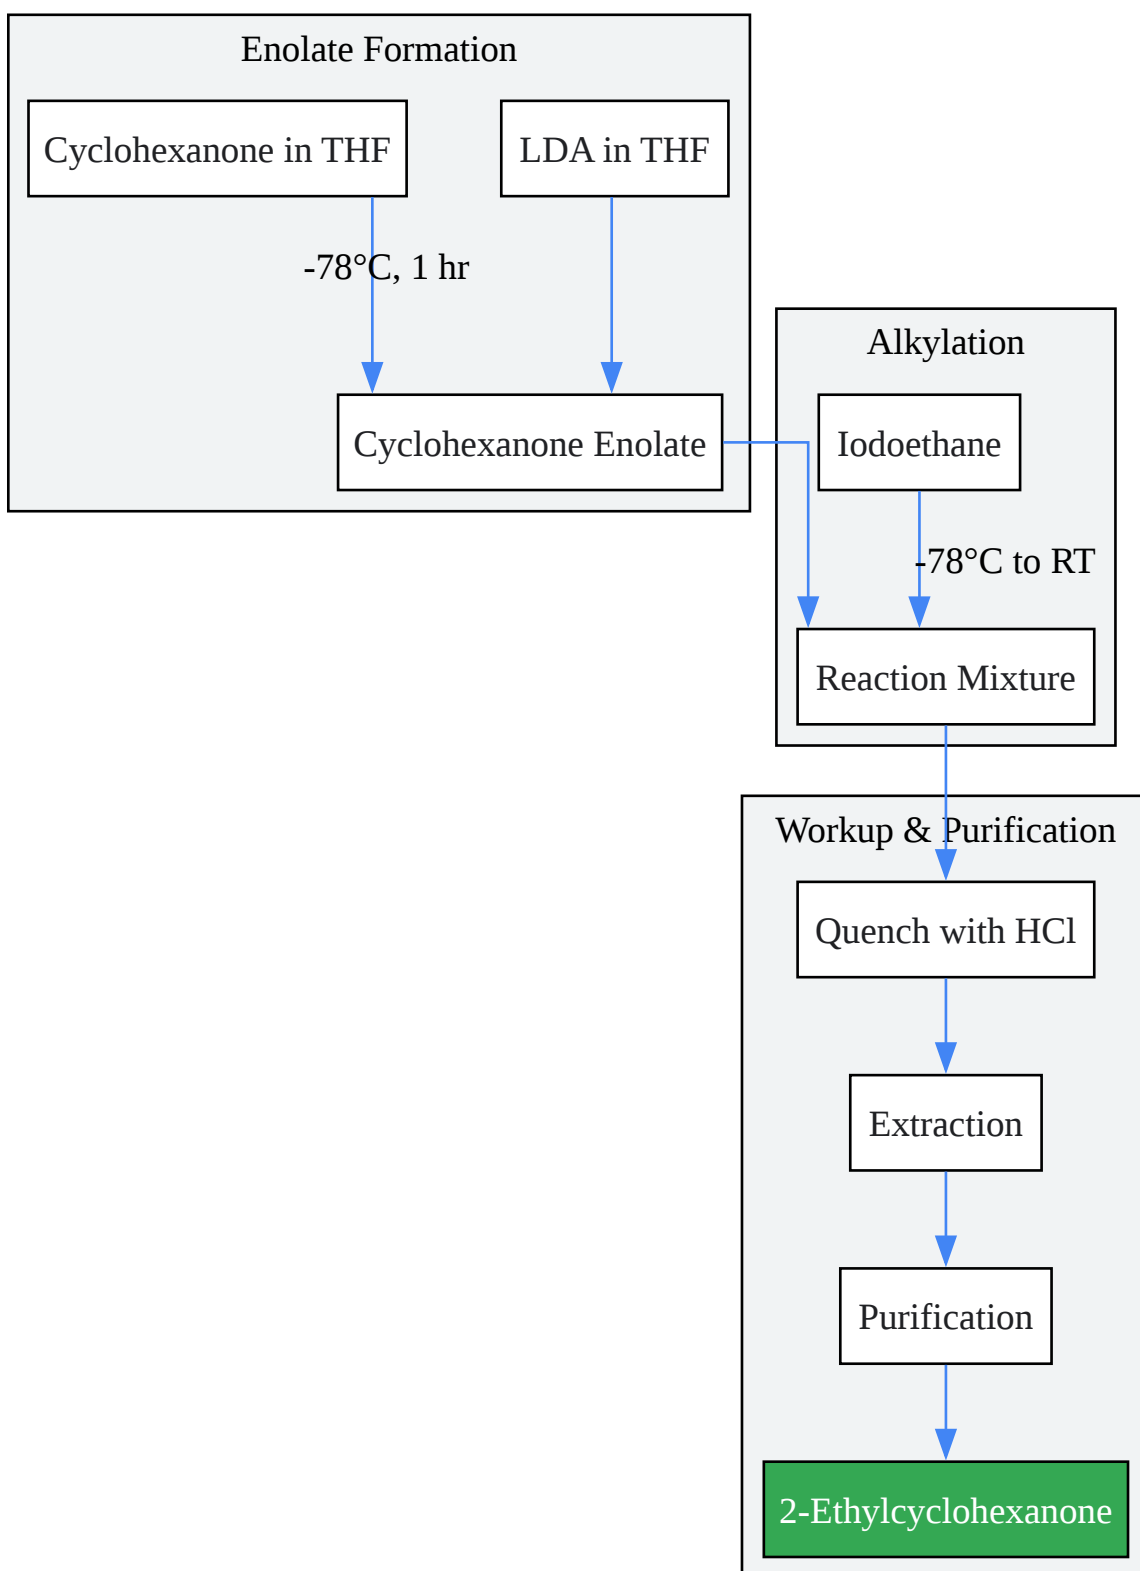 Enolate Formation
Cyclohexanone in THF
LDA in THF
-78°C, 1 hr
Cyclohexanone Enolate
Alkylation
Iodoethane
-78°C to RT
Reaction Mixture
Workup & Purification
Quench with HCl
Extraction
Purification
2-Ethylcyclohexanone